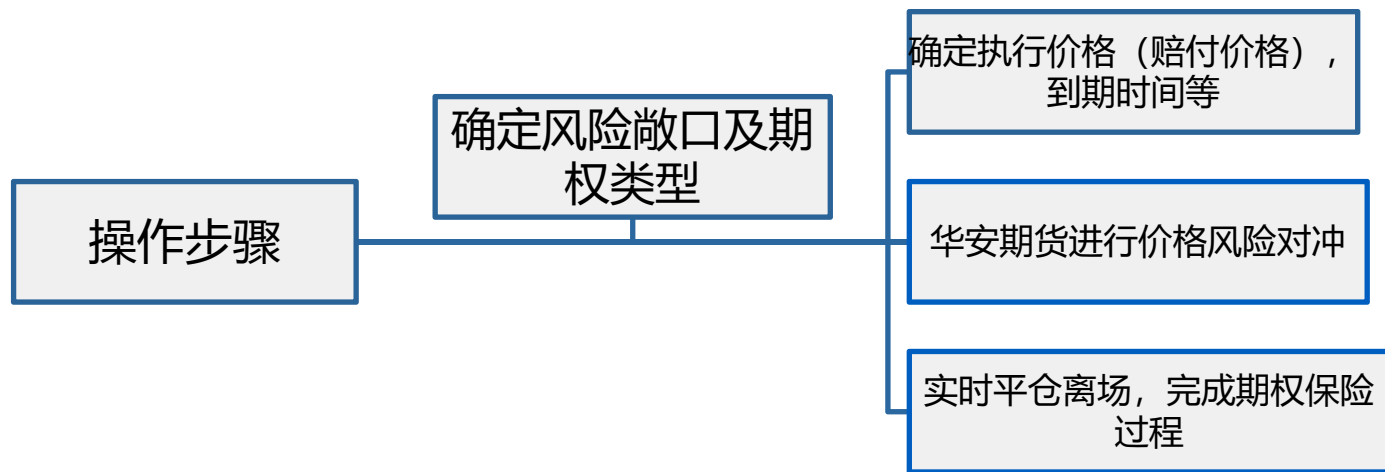 操作步骤
确定风险敞口及期
权类型
确定执行价格（赔付价格），
到期时间等
华安期货进行价格风险对冲
实时平仓离场，完成期权保险
过程